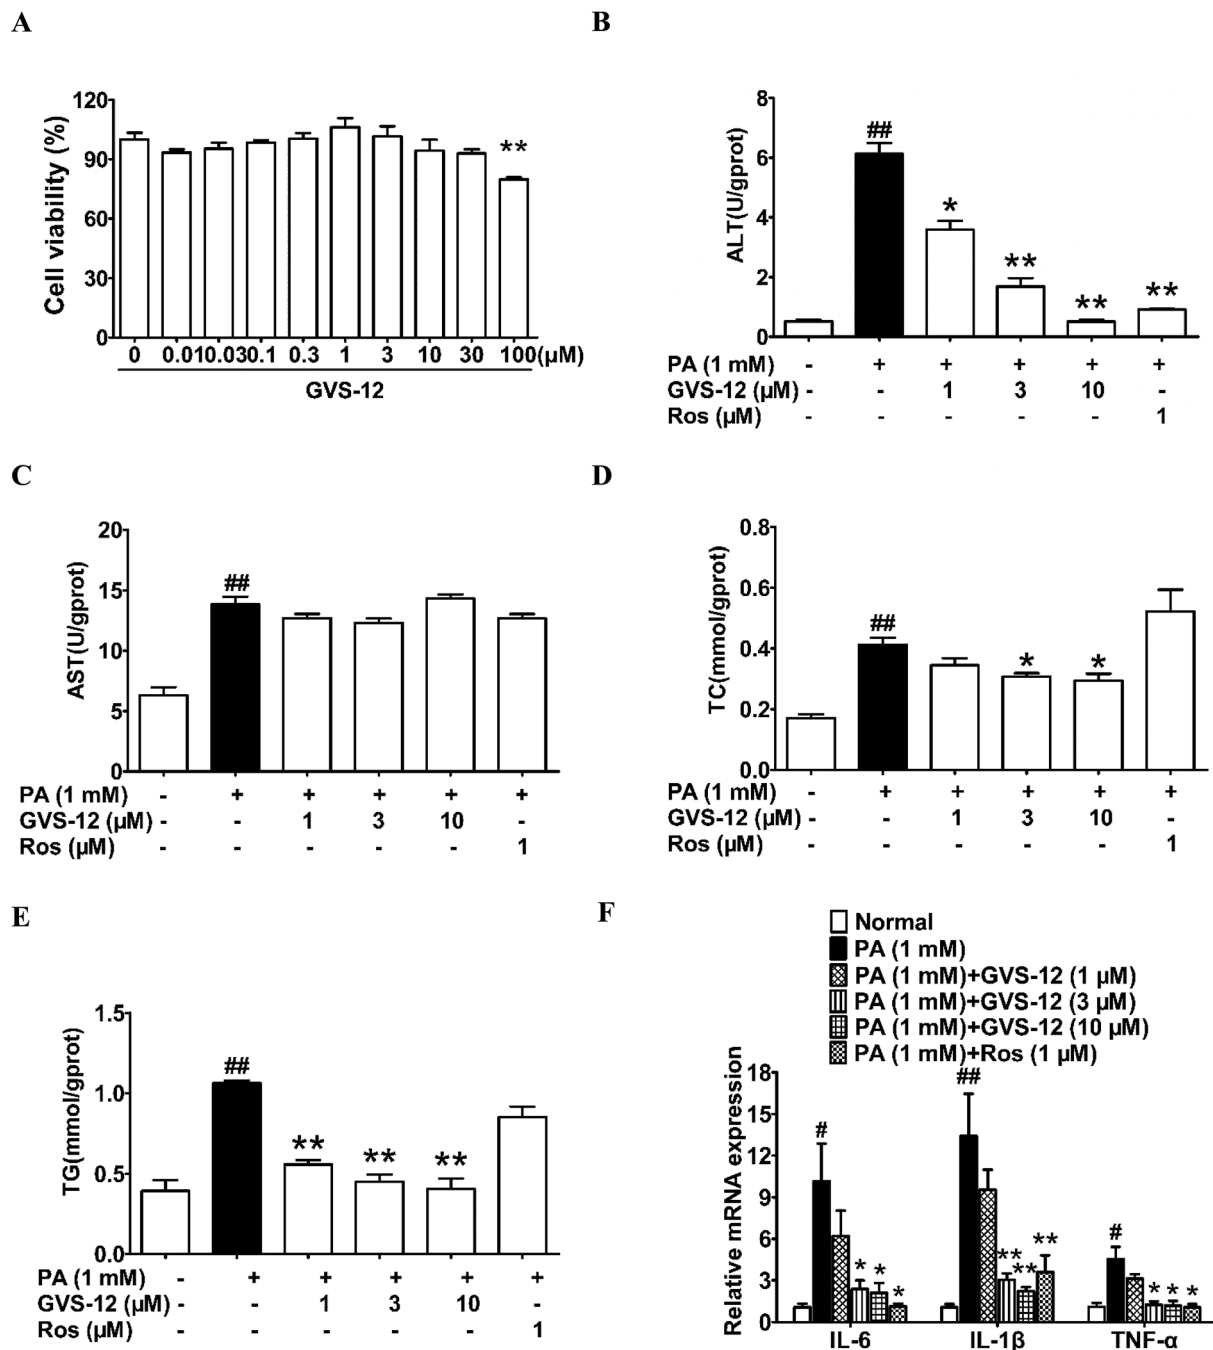 A
Cell viability (%)
120
90
60
30
0
**
0 0.010.030.1 0.3 1 3 10 30 100(µM)
GVS-12
B
ALT(U/gprot)
8
6
4
2
0
## * ** ** **
PA (1 mM) - + + + + +
GVS-12 (µM) - - 1 3 10 -
Ros (µM) - - - - - 1
C
AST(U/gprot)
20
15
10
5
0
##
PA (1 mM) - + + + + +
GVS-12 (µM) - - 1 3 10 -
Ros (µM) - - - - - 1
D
TC(mmol/gprot)
0.8
0.6
0.4
0.2
0.0
## * *
PA (1 mM) - + + + + +
GVS-12 (µM) - - 1 3 10 -
Ros (µM) - - - - - 1
E
TG(mmol/gprot)
1.5
1.0
0.5
0.0
## ** ** **
PA (1 mM) - + + + + +
GVS-12 (µM) - - 1 3 10 -
Ros (µM) - - - - - 1
F
Normal
PA (1 mM)
PA (1 mM)+GVS-12 (1 µM)
PA (1 mM)+GVS-12 (3 µM)
PA (1 mM)+GVS-12 (10 µM)
PA (1 mM)+Ros (1 µM)
Relative mRNA expression
18
15
12
9
6
3
0
# * * *
## ** ** **
# * * *
IL-6 IL-1β TNF-α